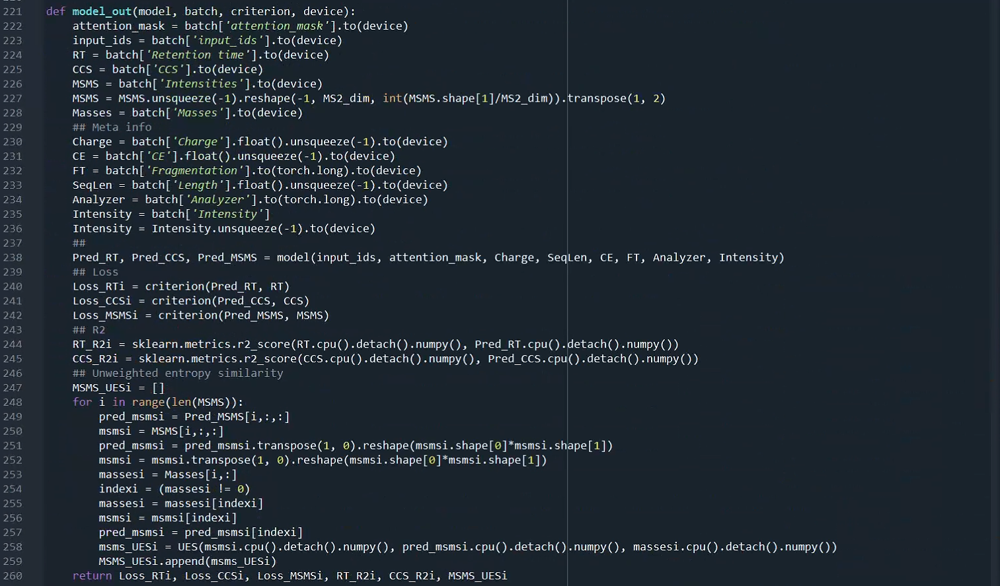 221 def model_out(model, batch, criterion, device):
222     attention_mask = batch['attention_mask'].to(device)
223     input_ids = batch['input_ids'].to(device)
224     RT = batch['Retention time'].to(device)
225     CCS = batch['CCS'].to(device)
226     MSMS = batch['Intensities'].to(device)
227     MSMS = MSMS.unsqueeze(-1).reshape(-1, MS2_dim, int(MSMS.shape[1]/MS2_dim)).transpose(1, 2)
228     Masses = batch['Masses'].to(device)
229     ## Meta info
230     Charge = batch['Charge'].float().unsqueeze(-1).to(device)
231     CE = batch['CE'].float().unsqueeze(-1).to(device)
232     FT = batch['Fragmentation'].to(torch.long).to(device)
233     SeqLen = batch['Length'].float().unsqueeze(-1).to(device)
234     Analyzer = batch['Analyzer'].to(torch.long).to(device)
235     Intensity = batch['Intensity']
236     Intensity = Intensity.unsqueeze(-1).to(device)
237     ##
238     Pred_RT, Pred_CCS, Pred_MSMS = model(input_ids, attention_mask, Charge, SeqLen, CE, FT, Analyzer, Intensity)
239     ## Loss
240     Loss_RTi = criterion(Pred_RT, RT)
241     Loss_CCSi = criterion(Pred_CCS, CCS)
242     Loss_MSMSi = criterion(Pred_MSMS, MSMS)
243     ## R2
244     RT_R2i = sklearn.metrics.r2_score(RT.cpu().detach().numpy(), Pred_RT.cpu().detach().numpy())
245     CCS_R2i = sklearn.metrics.r2_score(CCS.cpu().detach().numpy(), Pred_CCS.cpu().detach().numpy())
246     ## Unweighted entropy similarity
247     MSMS_UESi = []
248     for i in range(len(MSMS)):
249         pred_msmsi = Pred_MSMS[i,:,:]
250         msmsi = MSMS[i,:,:]
251         pred_msmsi = pred_msmsi.transpose(1, 0).reshape(msmsi.shape[0]*msmsi.shape[1])
252         msmsi = msmsi.transpose(1, 0).reshape(msmsi.shape[0]*msmsi.shape[1])
253         massesi = Masses[i,:]
254         indexi = (massesi != 0)
255         massesi = massesi[indexi]
256         msmsi = msmsi[indexi]
257         pred_msmsi = pred_msmsi[indexi]
258         msms_UESi = UES(msmsi.cpu().detach().numpy(), pred_msmsi.cpu().detach().numpy(), massesi.cpu().detach().numpy())
259         MSMS_UESi.append(msms_UESi)
260     return Loss_RTi, Loss_CCSi, Loss_MSMSi, RT_R2i, CCS_R2i, MSMS_UESi